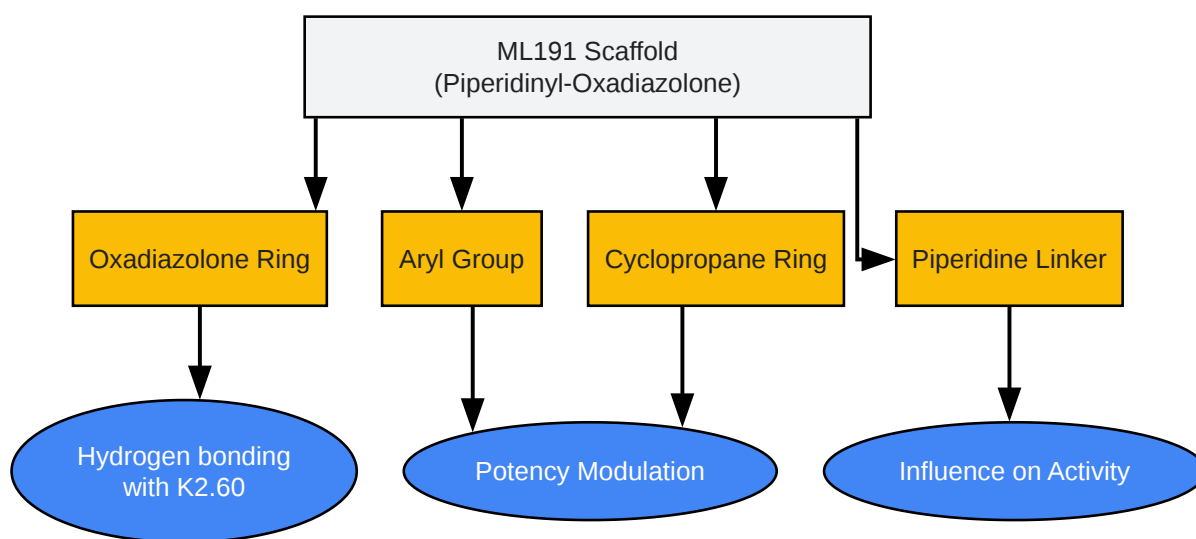 ML191 Scaffold
(Piperidinyl-Oxadiazolone)
Oxadiazolone Ring
Aryl Group
Cyclopropane Ring
Piperidine Linker
Hydrogen bonding
with K2.60
Potency Modulation
Influence on Activity